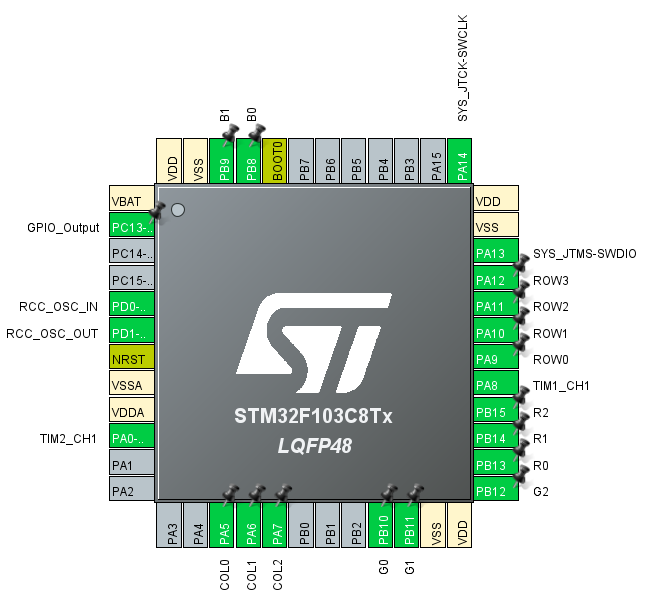 SYS_JTCK-SWCLK
B1
B0
VDD
VSS
PB9
PB8
BOOT0
PB7
PB6
PB5
PB4
PB3
PA15
PA14
VBAT
GPIO_Output
PC13-..
PC14-..
PC15-..
RCC_OSC_IN
PD0-..
RCC_OSC_OUT
PD1-..
NRST
VSSA
VDDA
TIM2_CH1
PA0-..
PA1
PA2
STM32F103C8Tx
LQFP48
VDD
VSS
PA13
SYS_JTMS-SWDIO
PA12
ROW3
PA11
ROW2
PA10
ROW1
PA9
ROW0
PA8
TIM1_CH1
PB15
R2
PB14
R1
PB13
R0
PB12
G2
PA3
PA4
PA5
PA6
PA7
PB0
PB1
PB2
PB10
PB11
VSS
VDD
COL0
COL1
COL2
G0
G1